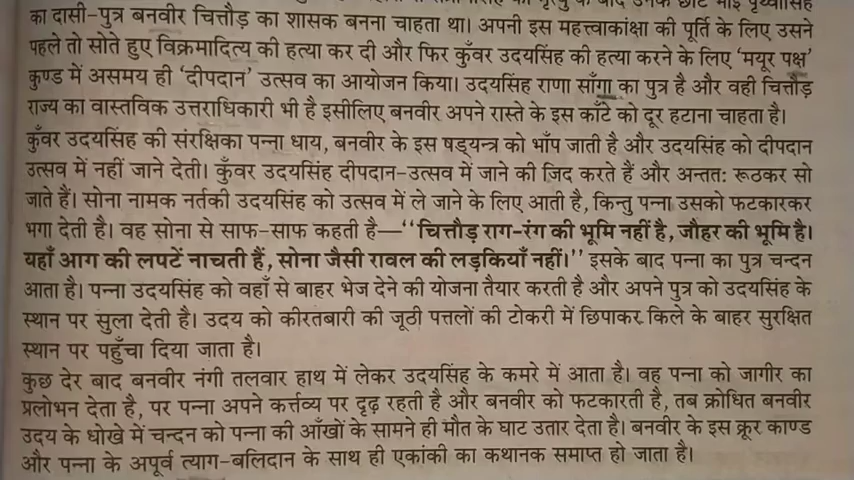 का दासी-पुत्र बनवीर चित्तौड़ का शासक बनना चाहता था। अपनी इस महत्त्वाकांक्षा की पूर्ति के लिए उसने
पहले तो सोते हुए विक्रमादित्य की हत्या कर दी और फिर कुँवर उदयसिंह की हत्या करने के लिए ‘मयूर पक्ष’
कुण्ड में असमय ही ‘दीपदान’ उत्सव का आयोजन किया। उदयसिंह राणा साँगा का पुत्र है और वही चित्तौड़
राज्य का वास्तविक उत्तराधिकारी भी है इसीलिए बनवीर अपने रास्ते के इस काँटे को दूर हटाना चाहता है।
कुँवर उदयसिंह की संरक्षिका पन्ना धाय, बनवीर के इस षड्यन्त्र को भाँप जाती है और उदयसिंह को दीपदान
उत्सव में नहीं जाने देती। कुँवर उदयसिंह दीपदान-उत्सव में जाने की जिद करते हैं और अन्ततः रूठकर सो
जाते हैं। सोना नामक नर्तकी उदयसिंह को उत्सव में ले जाने के लिए आती है, किन्तु पन्ना उसको फटकारकर
भगा देती है। वह सोना से साफ-साफ कहती है—‘‘चित्तौड़ राग-रंग की भूमि नहीं है, जौहर की भूमि है।
यहाँ आग की लपटें नाचती हैं, सोना जैसी रावल की लड़कियाँ नहीं।’’ इसके बाद पन्ना का पुत्र चन्दन
आता है। पन्ना उदयसिंह को वहाँ से बाहर भेज देने की योजना तैयार करती है और अपने पुत्र को उदयसिंह के
स्थान पर सुला देती है। उदय को कीरतबारी की जूठी पत्तलों की टोकरी में छिपाकर किले के बाहर सुरक्षित
स्थान पर पहुँचा दिया जाता है।
कुछ देर बाद बनवीर नंगी तलवार हाथ में लेकर उदयसिंह के कमरे में आता है। वह पन्ना को जागीर का
प्रलोभन देता है, पर पन्ना अपने कर्त्तव्य पर दृढ़ रहती है और बनवीर को फटकारती है, तब क्रोधित बनवीर
उदय के धोखे में चन्दन को पन्ना की आँखों के सामने ही मौत के घाट उतार देता है। बनवीर के इस क्रूर काण्ड
और पन्ना के अपूर्व त्याग-बलिदान के साथ ही एकांकी का कथानक समाप्त हो जाता है।